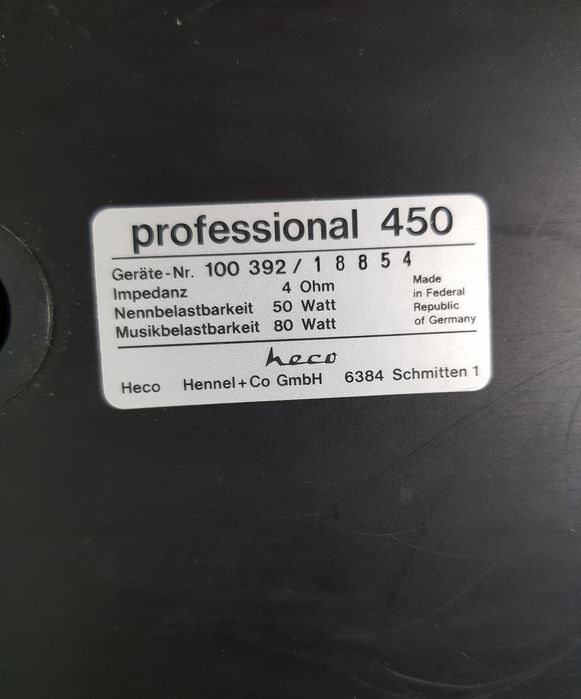 professional 450
Geräte-Nr. 100 392 / 1 8 8 5 4
Impedanz 4 Ohm
Nennbelastbarkeit 50 Watt
Musikbelastbarkeit 80 Watt
Made
in Federal
Republic
of Germany
heco
Heco Hennel+Co GmbH 6384 Schmitten 1